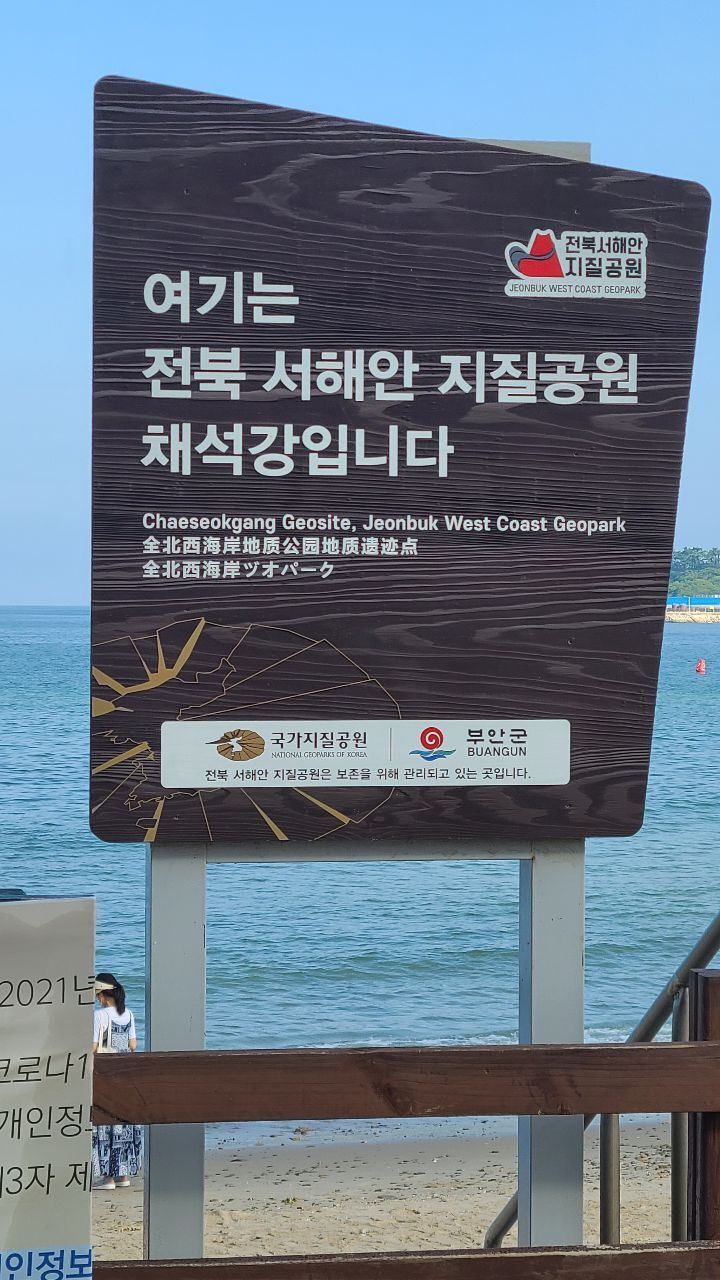 전북서해안
지질공원
JEONBUK WEST COAST GEOPARK
여기는
전북 서해안 지질공원
채석강입니다
Chaeseokgang Geosite, Jeonbuk West Coast Geopark
全北西海岸地质公园地质遗迹点
全北西海岸ヅオパーク
국가지질공원
NATIONAL GEOPARKS OF KOREA
부안군
BUANGUN
전북 서해안 지질공원은 보존을 위해 관리되고 있는 곳입니다.
2021년
코로나1
개인정
3자 제
인정보